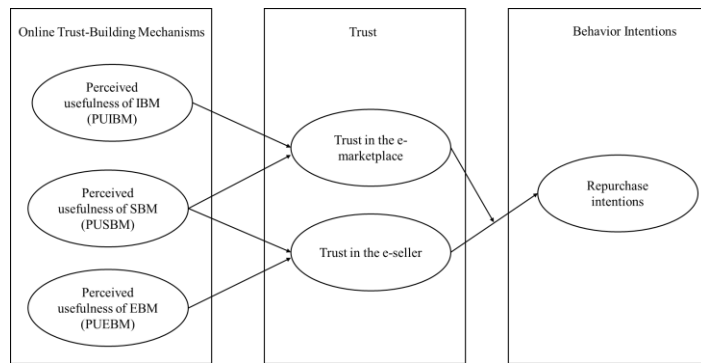 Online Trust-Building Mechanisms
Trust
Behavior Intentions
Perceived
usefulness of IBM
(PUIBM)
Trust in the e-
marketplace
Perceived
usefulness of SBM
(PUSBM)
Repurchase
intentions
Trust in the e-seller
Perceived
usefulness of EBM
(PUEBM)